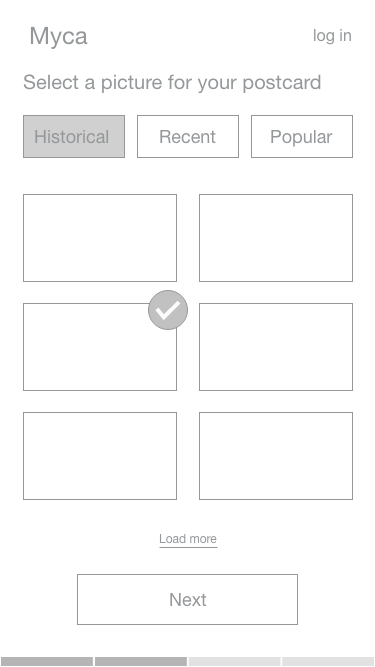 Myca
log in
Select a picture for your postcard
Historical
Recent
Popular
Load more
Next